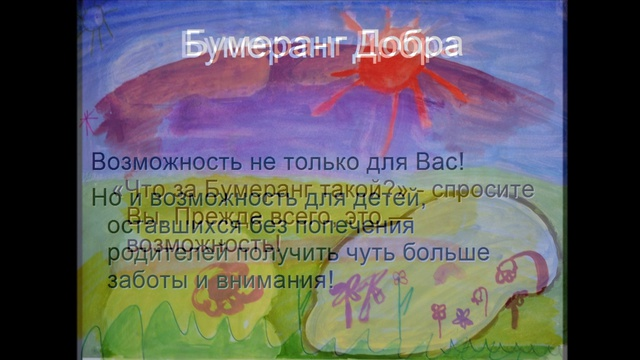 Бумеранг Добра
Возможность не только для Вас!
«Что за Бумеранг такой?» - спросите
Но и возможность для детей,
Вы. Прежде всего, это —
оставшихся без попечения
возможность!
родителей получить чуть больше
заботы и внимания!